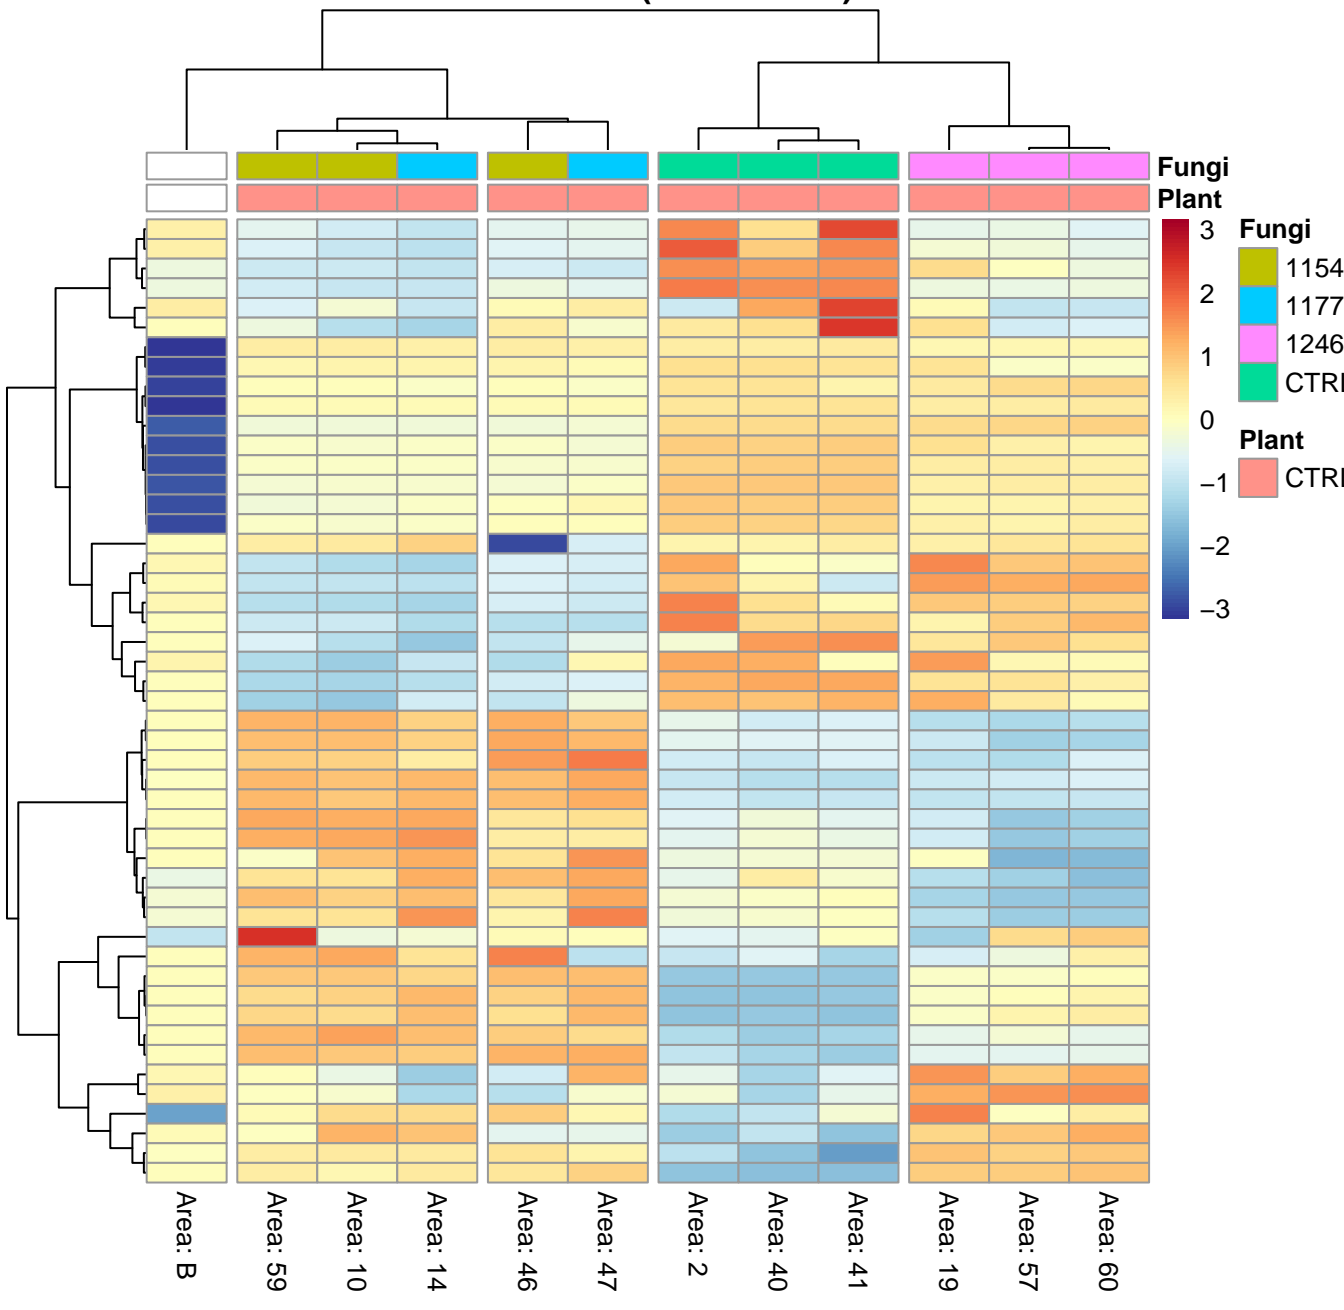 Fungi
Plant
3
2
1
0
−1
−2
−3
Fungi
1154
1177
1246
CTRL
Plant
CTRL
Area: B
Area: 59
Area: 10
Area: 14
Area: 46
Area: 47
Area: 2
Area: 40
Area: 41
Area: 19
Area: 57
Area: 60